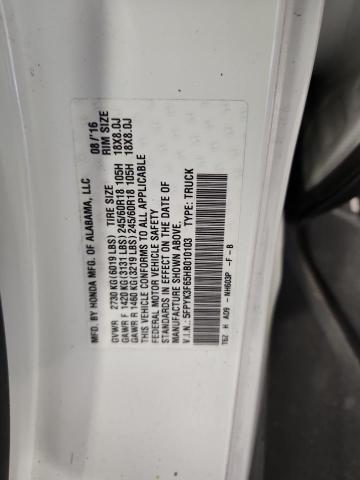 MFD. BY HONDA MFG. OF ALABAMA, LLC 08/'16
GVWR 2730 KG(6019 LBS) TIRE SIZE RIM SIZE
GAWR F 1420 KG(3131 LBS) 245/60R18 105H 18X8.0J
GAWR R 1460 KG(3219 LBS) 245/60R18 105H 18X8.0J
THIS VEHICLE CONFORMS TO ALL APPLICABLE
FEDERAL MOTOR VEHICLE SAFETY
STANDARDS IN EFFECT ON THE DATE OF
MANUFACTURE SHOWN ABOVE.
V.I.N.: 5FPYK3F65HB010103 TYPE: TRUCK
T6Z H A09 -NH603P -F -B